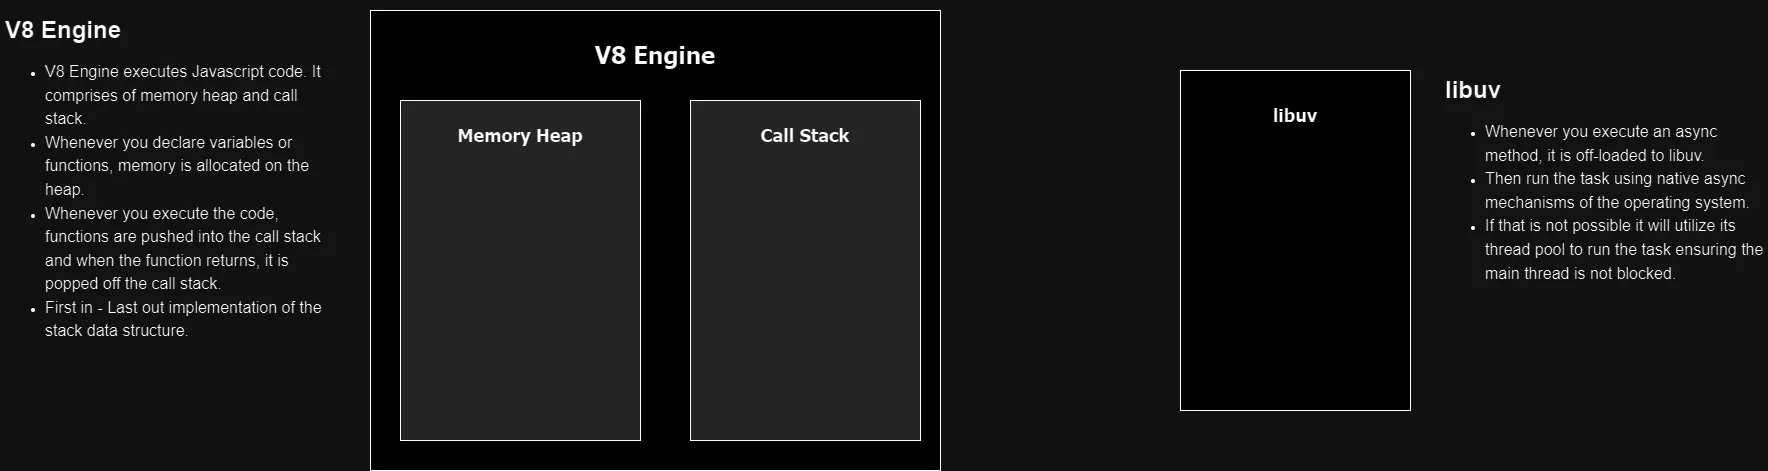 V8 Engine
• V8 Engine executes Javascript code. It
comprises of memory heap and call
stack.
• Whenever you declare variables or
functions, memory is allocated on the
heap.
• Whenever you execute the code,
functions are pushed into the call stack
and when the function returns, it is
popped off the call stack.
• First in - Last out implementation of the
stack data structure.
V8 Engine
Memory Heap
Call Stack
libuv
libuv
• Whenever you execute an async
method, it is off-loaded to libuv.
• Then run the task using native async
mechanisms of the operating system.
• If that is not possible it will utilize its
thread pool to run the task ensuring the
main thread is not blocked.